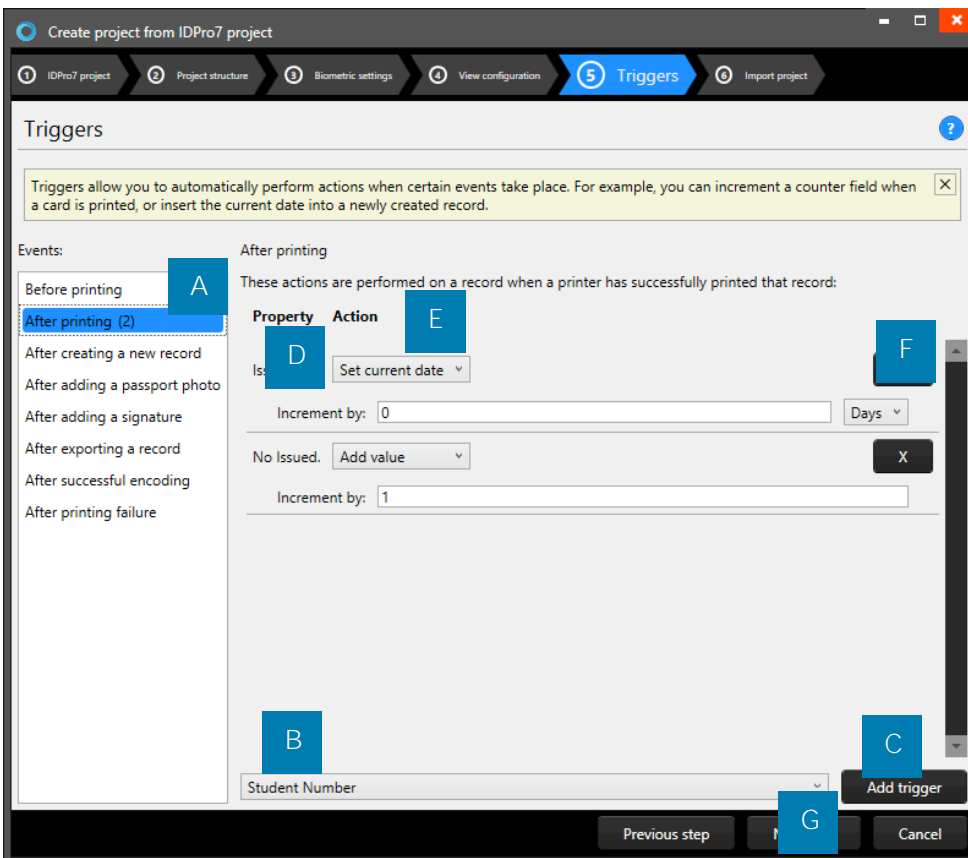 Create project from IDPro7 project
1 IDPro7 project 2 Project structure 3 Biometric settings 4 View configuration 5 Triggers 6 Import project
Triggers
?
Triggers allow you to automatically perform actions when certain events take place. For example, you can increment a counter field when
a card is printed, or insert the current date into a newly created record.
Events:
Before printing
A
After printing (2)
After creating a new record
After adding a passport photo
After adding a signature
After exporting a record
After successful encoding
After printing failure
After printing
These actions are performed on a record when a printer has successfully printed that record:
Property Action
E
D
Set current date
F
Increment by: 0 Days
No Issued. Add value X
Increment by: 1
B
C
Student Number Add trigger
Previous step G Cancel